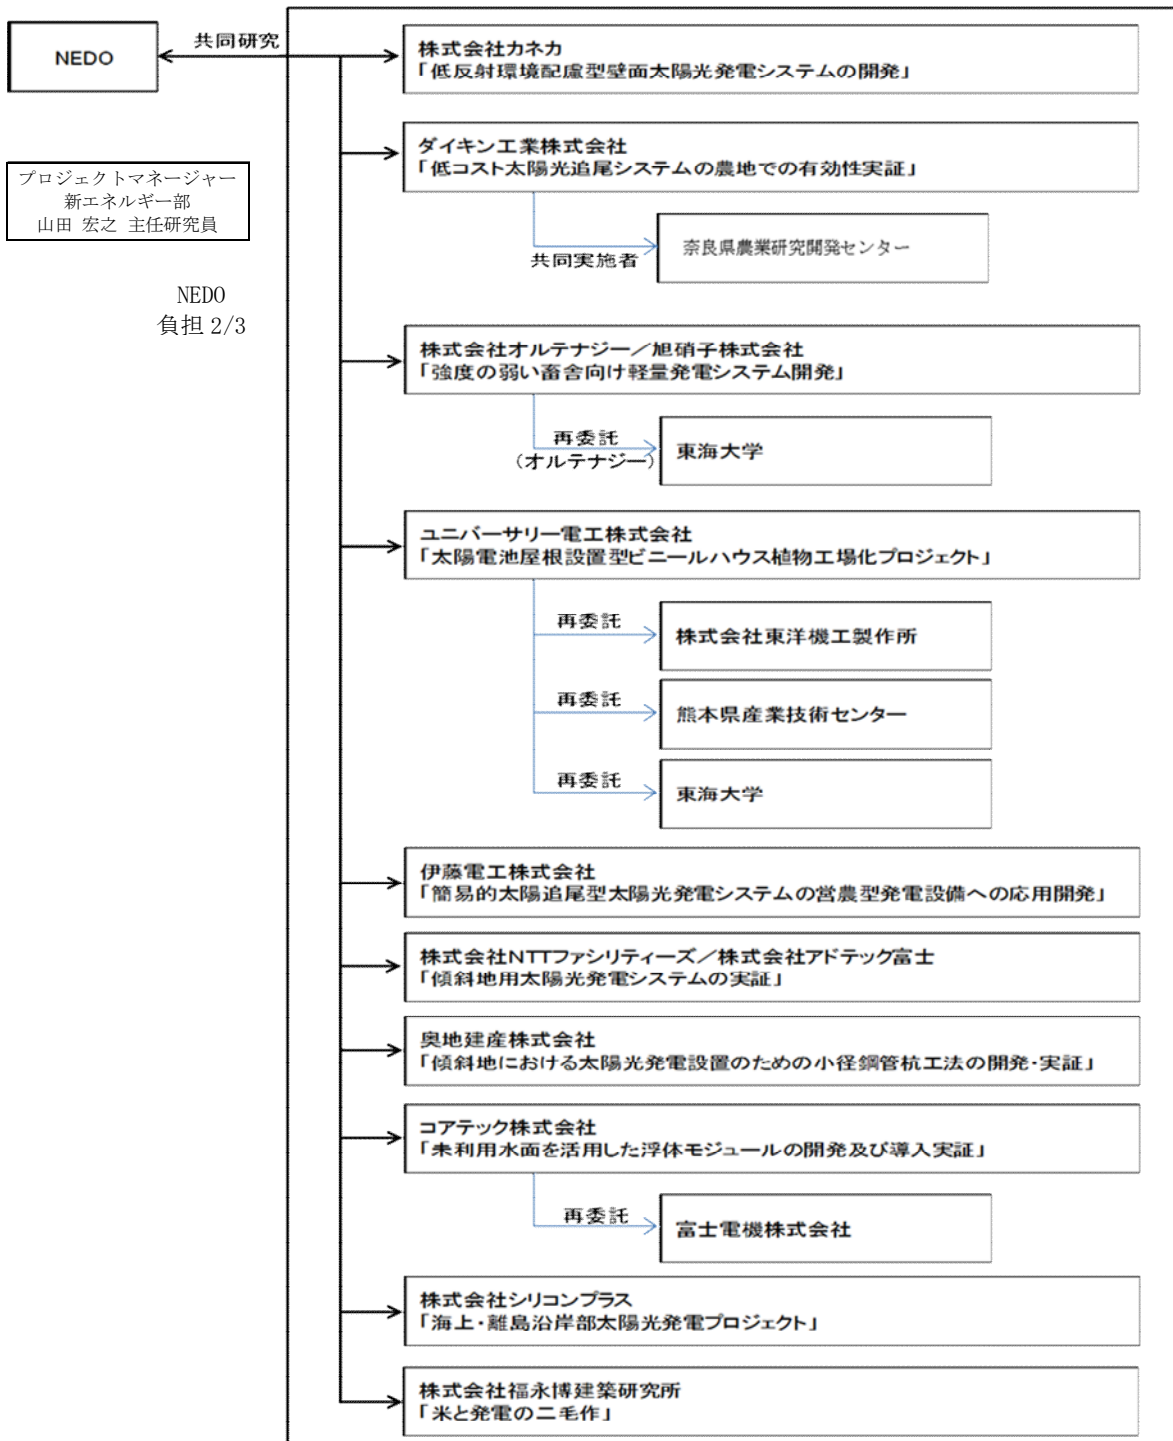 NEDO
共同研究
株式会社カネカ
「低反射環境配慮型壁面太陽光発電システムの開発」
ダイキン工業株式会社
「低コスト太陽光追尾システムの農地での有効性実証」
プロジェクトマネージャー
新エネルギー部
山田 宏之 主任研究員
共同実施者
奈良県農業研究開発センター
NEDO
負担 2/3
株式会社オルテナジー／旭硝子株式会社
「強度の弱い畜舎向け軽量発電システム開発」
再委託
（オルテナジー）
東海大学
ユニバーサリー電工株式会社
「太陽電池屋根設置型ビニールハウス植物工場化プロジェクト」
再委託
株式会社東洋機工製作所
再委託
熊本県産業技術センター
再委託
東海大学
伊藤電工株式会社
「簡易的太陽追尾型太陽光発電システムの営農型発電設備への応用開発」
株式会社NTTファシリティーズ／株式会社アドテック富士
「傾斜地用太陽光発電システムの実証」
奥地建産株式会社
「傾斜地における太陽光発電設置のための小径鋼管杭工法の開発・実証」
コアテック株式会社
「未利用水面を活用した浮体モジュールの開発及び導入実証」
再委託
富士電機株式会社
株式会社シリコンプラス
「海上・離島沿岸部太陽光発電プロジェクト」
株式会社福永博建築研究所
「米と発電の二毛作」